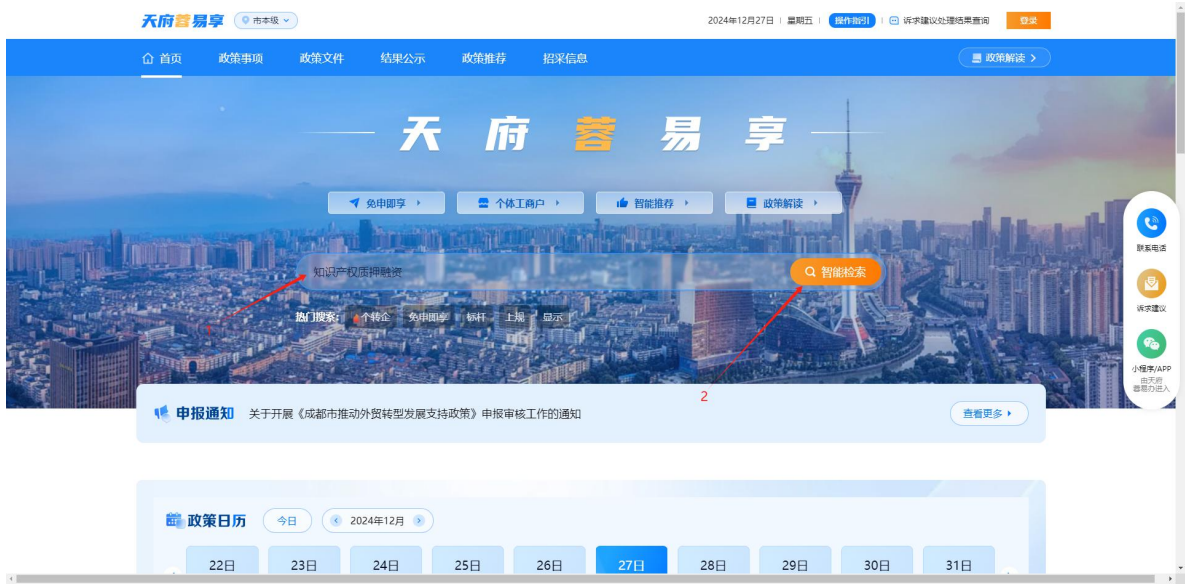 天府蓉易享 市本级 2024年12月27日 | 星期五 | 操作指引 | 诉求建议处理结果查询 登录
首页 政策事项 政策文件 结果公示 政策推荐 招采信息 政策解读
天府蓉易享
免申即享 个体工商户 智能推荐 政策解读
知识产权质押融资 智能检索
热门搜索: 个转企 免申即享 标杆 上规 显示
1
2
联系电话
诉求建议
小程序/APP
由天府
蓉易办进入
申报通知 关于开展《成都市推动外贸转型发展支持政策》申报审核工作的通知 查看更多
政策日历 今日 2024年12月
22日 23日 24日 25日 26日 27日 28日 29日 30日 31日